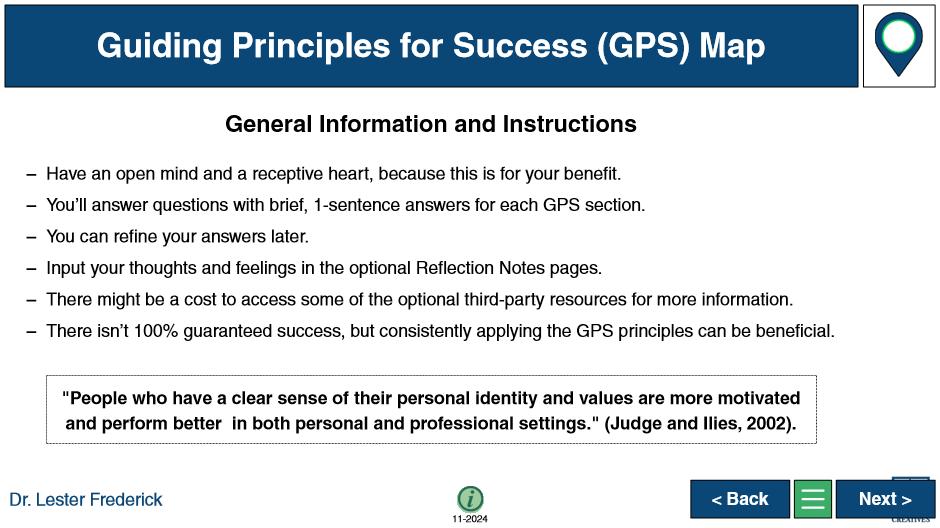 Guiding Principles for Success (GPS) Map
General Information and Instructions
– Have an open mind and a receptive heart, because this is for your benefit.
– You'll answer questions with brief, 1-sentence answers for each GPS section.
– You can refine your answers later.
– Input your thoughts and feelings in the optional Reflection Notes pages.
– There might be a cost to access some of the optional third-party resources for more information.
– There isn't 100% guaranteed success, but consistently applying the GPS principles can be beneficial.
"People who have a clear sense of their personal identity and values are more motivated
and perform better  in both personal and professional settings." (Judge and Ilies, 2002).
Dr. Lester Frederick
i
11-2024
< Back
Next >
CREATIVES